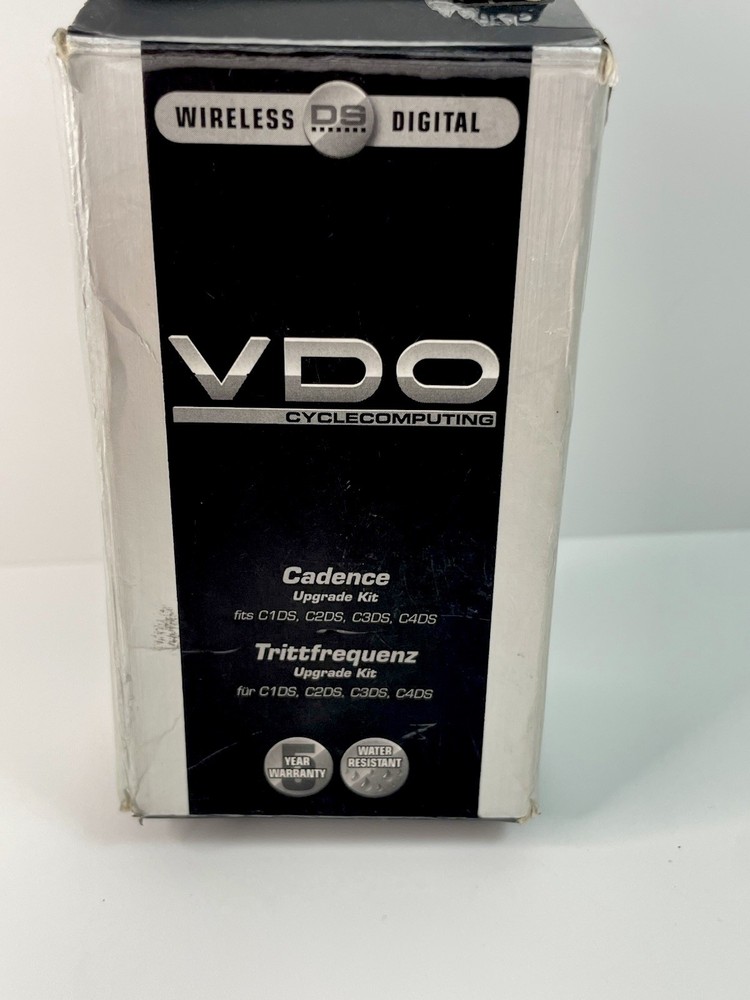 WIRELESS DS DIGITAL
VDO
CYCLECOMPUTING
Cadence
Upgrade Kit
fits C1DS, C2DS, C3DS, C4DS
Trittfrequenz
Upgrade Kit
für C1DS, C2DS, C3DS, C4DS
5 YEAR WARRANTY
WATER RESISTANT